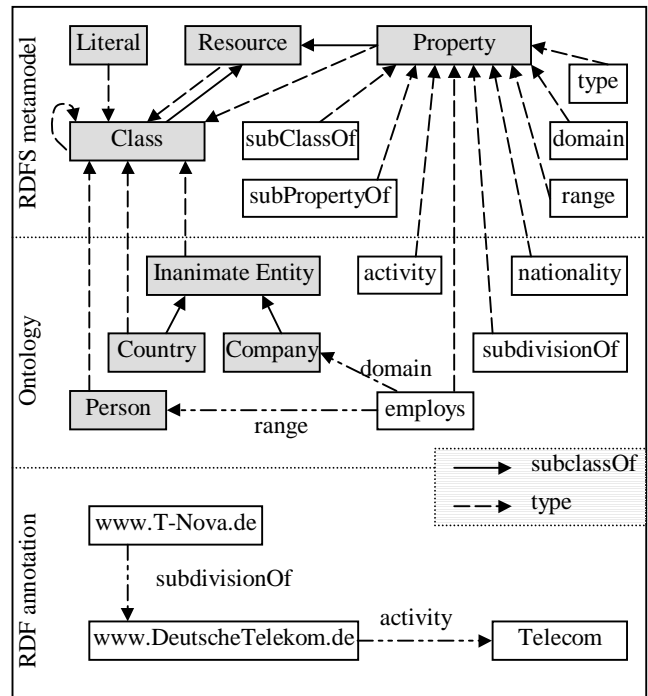 RDFS metamodel
Literal
Resource
Property
type
Class
subClassOf
domain
subPropertyOf
range
Ontology
Inanimate Entity
activity
nationality
Country
Company
subdivisionOf
domain
Person
employs
range
subclassOf
type
RDF annotation
www.T-Nova.de
subdivisionOf
www.DeutscheTelekom.de
activity
Telecom